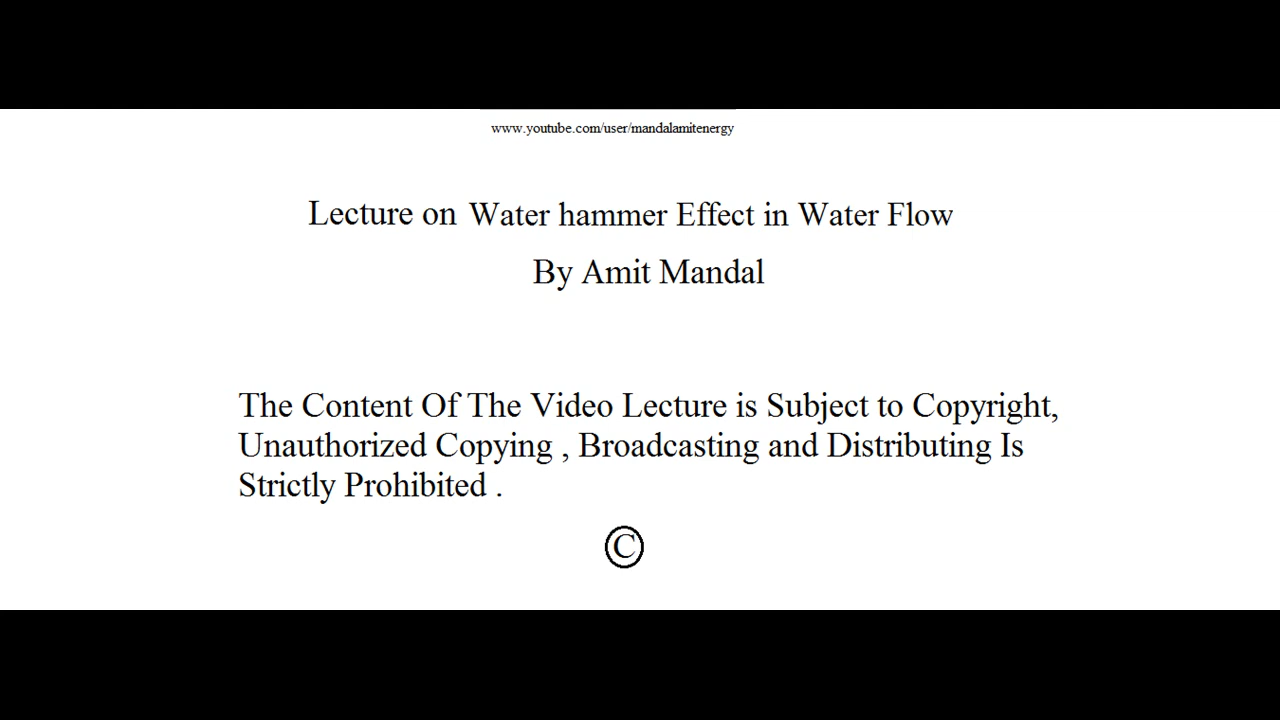 www.youtube.com/user/mandalamitenergy
Lecture on Water hammer Effect in Water Flow
By Amit Mandal
The Content Of The Video Lecture is Subject to Copyright,
Unauthorized Copying , Broadcasting and Distributing Is
Strictly Prohibited .
©